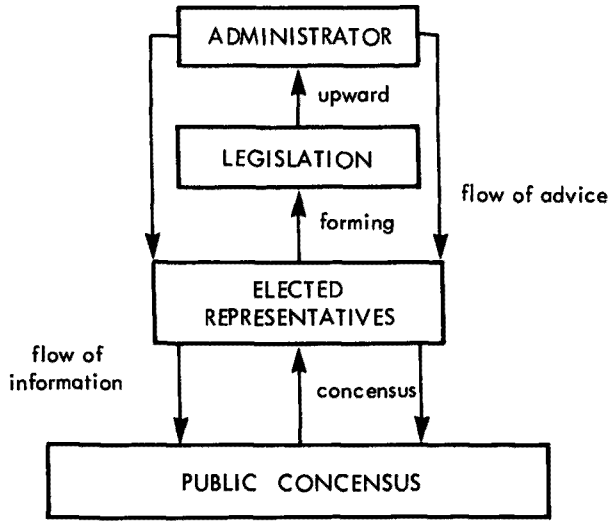 ADMINISTRATOR
upward
LEGISLATION
flow of advice
forming
ELECTED
REPRESENTATIVES
flow of
information
concensus
PUBLIC CONCENSUS